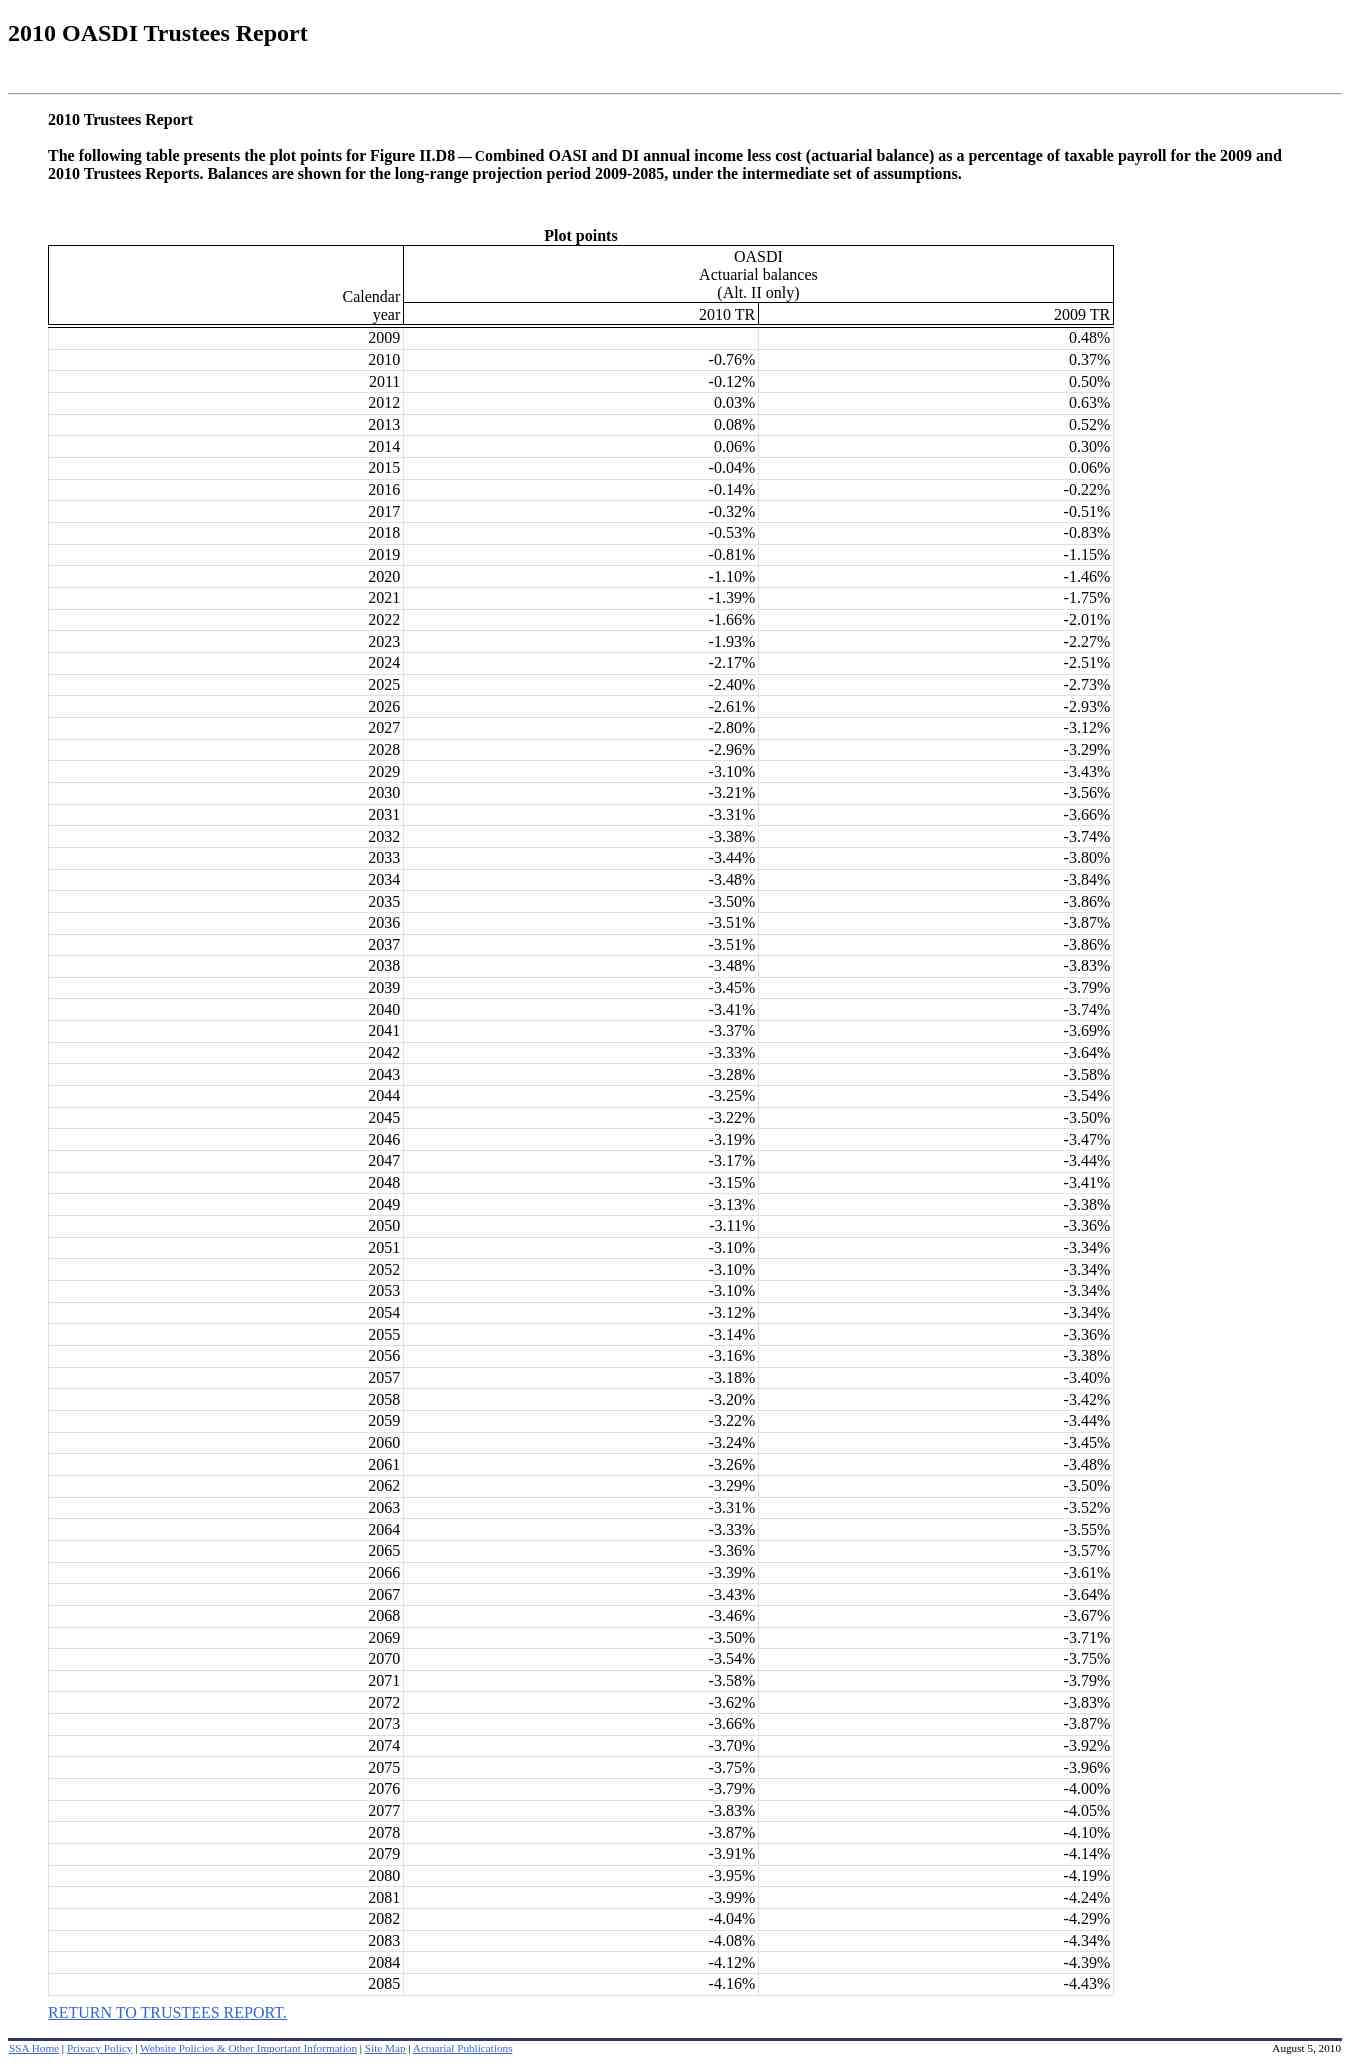 2010 OASDI Trustees Report
2010 Trustees Report
The following table presents the plot points for Figure II.D8 — Combined OASI and DI annual income less cost (actuarial balance) as a percentage of taxable payroll for the 2009 and
2010 Trustees Reports. Balances are shown for the long-range projection period 2009-2085, under the intermediate set of assumptions.
Plot points
OASDI
Actuarial balances
(Alt. II only)
Calendar
year 2010 TR 2009 TR
2009 0.48%
2010 -0.76% 0.37%
2011 -0.12% 0.50%
2012 0.03% 0.63%
2013 0.08% 0.52%
2014 0.06% 0.30%
2015 -0.04% 0.06%
2016 -0.14% -0.22%
2017 -0.32% -0.51%
2018 -0.53% -0.83%
2019 -0.81% -1.15%
2020 -1.10% -1.46%
2021 -1.39% -1.75%
2022 -1.66% -2.01%
2023 -1.93% -2.27%
2024 -2.17% -2.51%
2025 -2.40% -2.73%
2026 -2.61% -2.93%
2027 -2.80% -3.12%
2028 -2.96% -3.29%
2029 -3.10% -3.43%
2030 -3.21% -3.56%
2031 -3.31% -3.66%
2032 -3.38% -3.74%
2033 -3.44% -3.80%
2034 -3.48% -3.84%
2035 -3.50% -3.86%
2036 -3.51% -3.87%
2037 -3.51% -3.86%
2038 -3.48% -3.83%
2039 -3.45% -3.79%
2040 -3.41% -3.74%
2041 -3.37% -3.69%
2042 -3.33% -3.64%
2043 -3.28% -3.58%
2044 -3.25% -3.54%
2045 -3.22% -3.50%
2046 -3.19% -3.47%
2047 -3.17% -3.44%
2048 -3.15% -3.41%
2049 -3.13% -3.38%
2050 -3.11% -3.36%
2051 -3.10% -3.34%
2052 -3.10% -3.34%
2053 -3.10% -3.34%
2054 -3.12% -3.34%
2055 -3.14% -3.36%
2056 -3.16% -3.38%
2057 -3.18% -3.40%
2058 -3.20% -3.42%
2059 -3.22% -3.44%
2060 -3.24% -3.45%
2061 -3.26% -3.48%
2062 -3.29% -3.50%
2063 -3.31% -3.52%
2064 -3.33% -3.55%
2065 -3.36% -3.57%
2066 -3.39% -3.61%
2067 -3.43% -3.64%
2068 -3.46% -3.67%
2069 -3.50% -3.71%
2070 -3.54% -3.75%
2071 -3.58% -3.79%
2072 -3.62% -3.83%
2073 -3.66% -3.87%
2074 -3.70% -3.92%
2075 -3.75% -3.96%
2076 -3.79% -4.00%
2077 -3.83% -4.05%
2078 -3.87% -4.10%
2079 -3.91% -4.14%
2080 -3.95% -4.19%
2081 -3.99% -4.24%
2082 -4.04% -4.29%
2083 -4.08% -4.34%
2084 -4.12% -4.39%
2085 -4.16% -4.43%
RETURN TO TRUSTEES REPORT.
SSA Home | Privacy Policy | Website Policies & Other Important Information | Site Map | Actuarial Publications August 5, 2010